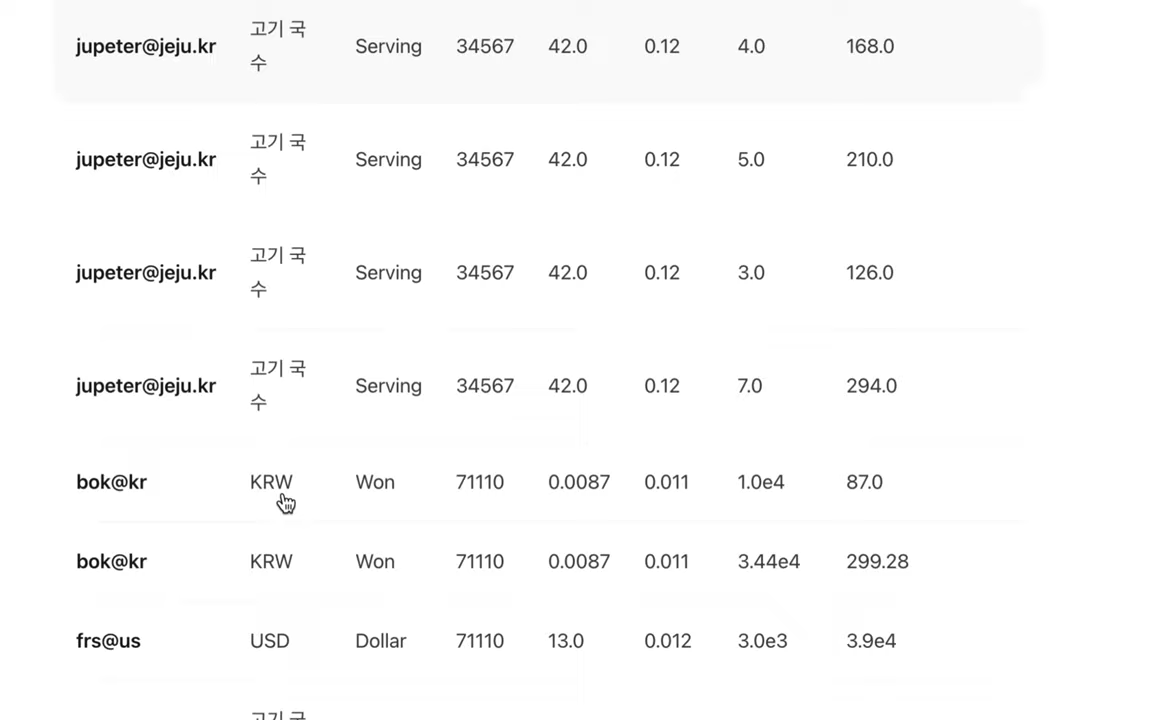 jupeter@jeju.kr 고기 국수 Serving 34567 42.0 0.12 4.0 168.0
jupeter@jeju.kr 고기 국수 Serving 34567 42.0 0.12 5.0 210.0
jupeter@jeju.kr 고기 국수 Serving 34567 42.0 0.12 3.0 126.0
jupeter@jeju.kr 고기 국수 Serving 34567 42.0 0.12 7.0 294.0
bok@kr KRW Won 71110 0.0087 0.011 1.0e4 87.0
bok@kr KRW Won 71110 0.0087 0.011 3.44e4 299.28
frs@us USD Dollar 71110 13.0 0.012 3.0e3 3.9e4